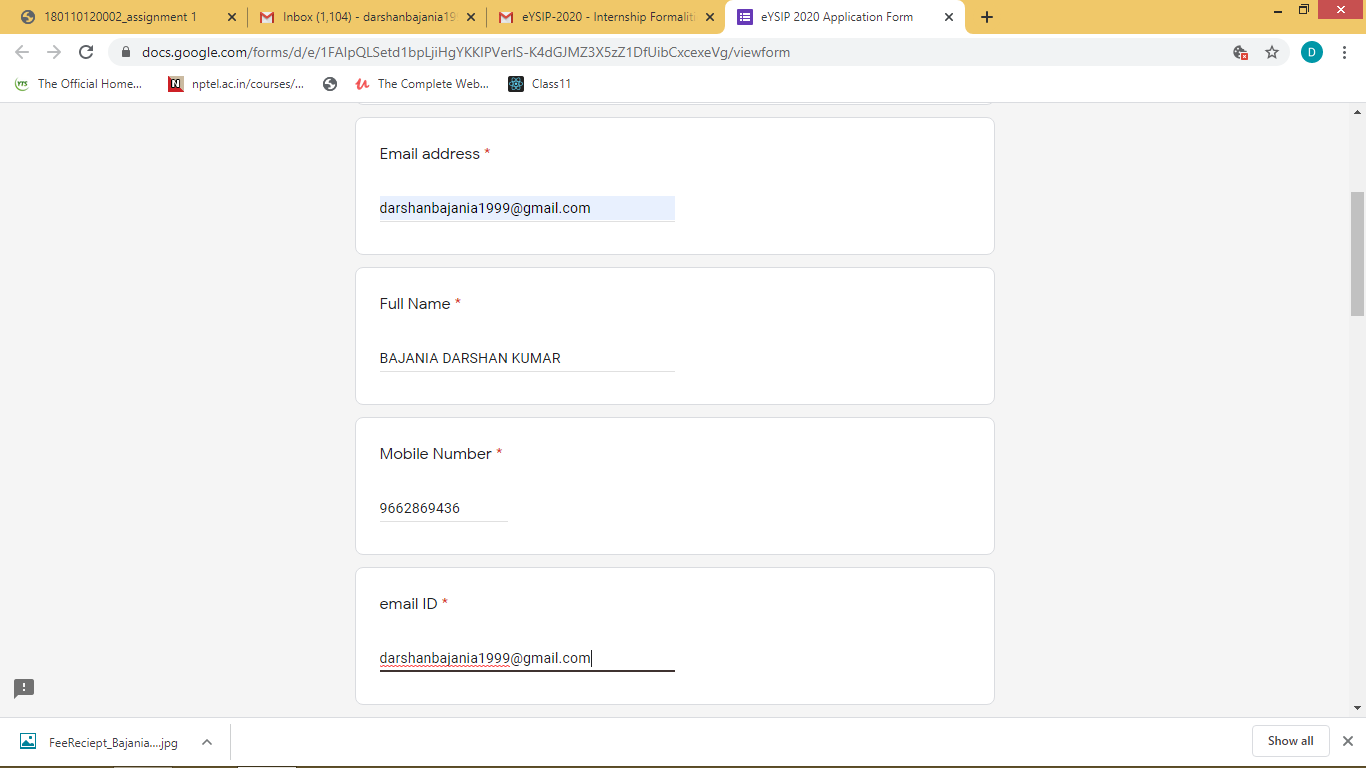 180110120002_assignment 1
Inbox (1,104) - darshanbajania19
eYSIP-2020 - Internship Formaliti
eYSIP 2020 Application Form
docs.google.com/forms/d/e/1FAIpQLSetd1bpLjiHgYKKlPVerIS-K4dGJMZ3X5zZ1DfUibCxcexeVg/viewform
D
YTS
The Official Home...
N
nptel.ac.in/courses/...
The Complete Web...
Class11
Email address *
darshanbajania1999@gmail.com
Full Name *
BAJANIA DARSHAN KUMAR
Mobile Number *
9662869436
email ID *
darshanbajania1999@gmail.com
FeeReciept_Bajania....jpg
Show all